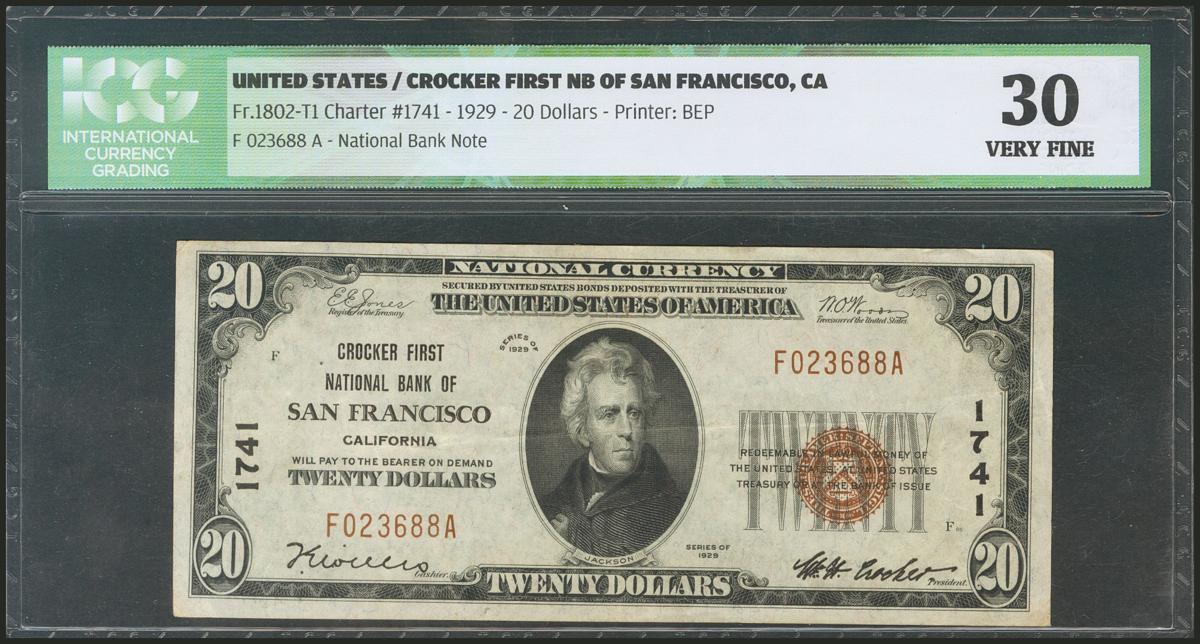 ICG
INTERNATIONAL
CURRENCY
GRADING
UNITED STATES / CROCKER FIRST NB OF SAN FRANCISCO, CA
Fr.1802-T1 Charter #1741 - 1929 - 20 Dollars - Printer: BEP
F 023688 A - National Bank Note
30
VERY FINE
20
NATIONAL CURRENCY
20
SECURED BY UNITED STATES BONDS DEPOSITED WITH THE TREASURER OF
THE UNITED STATES OF AMERICA
E.E. Jones
Register of the Treasury.
W.O. Woods
Treasurer of the United States.
F
SERIES OF
1929
CROCKER FIRST
NATIONAL BANK OF
SAN FRANCISCO
CALIFORNIA
WILL PAY TO THE BEARER ON DEMAND
TWENTY DOLLARS
F023688A
1741
F023688A
1741
REDEEMABLE IN LAWFUL MONEY OF
THE UNITED STATES AT UNITED STATES
TREASURY OR AT THE BANK OF ISSUE
TWENTY
F
SERIES OF
1929
JACKSON
Cashier.
Wm. H. Crocker
President.
20
TWENTY DOLLARS
20